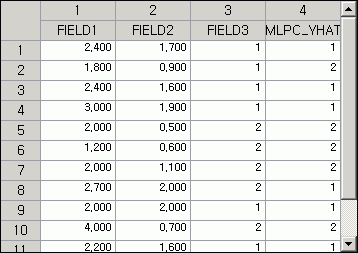 1 2 3 4
FIELD1 FIELD2 FIELD3 MLPC_YHAT
1 2,400 1,700 1 1
2 1,800 0,900 1 2
3 2,400 1,600 1 1
4 3,000 1,900 1 1
5 2,000 0,500 2 2
6 1,200 0,600 2 2
7 2,000 1,100 2 2
8 2,700 2,000 2 1
9 2,000 2,000 1 1
10 4,000 0,700 2 2
11 2,200 1,600 1 1